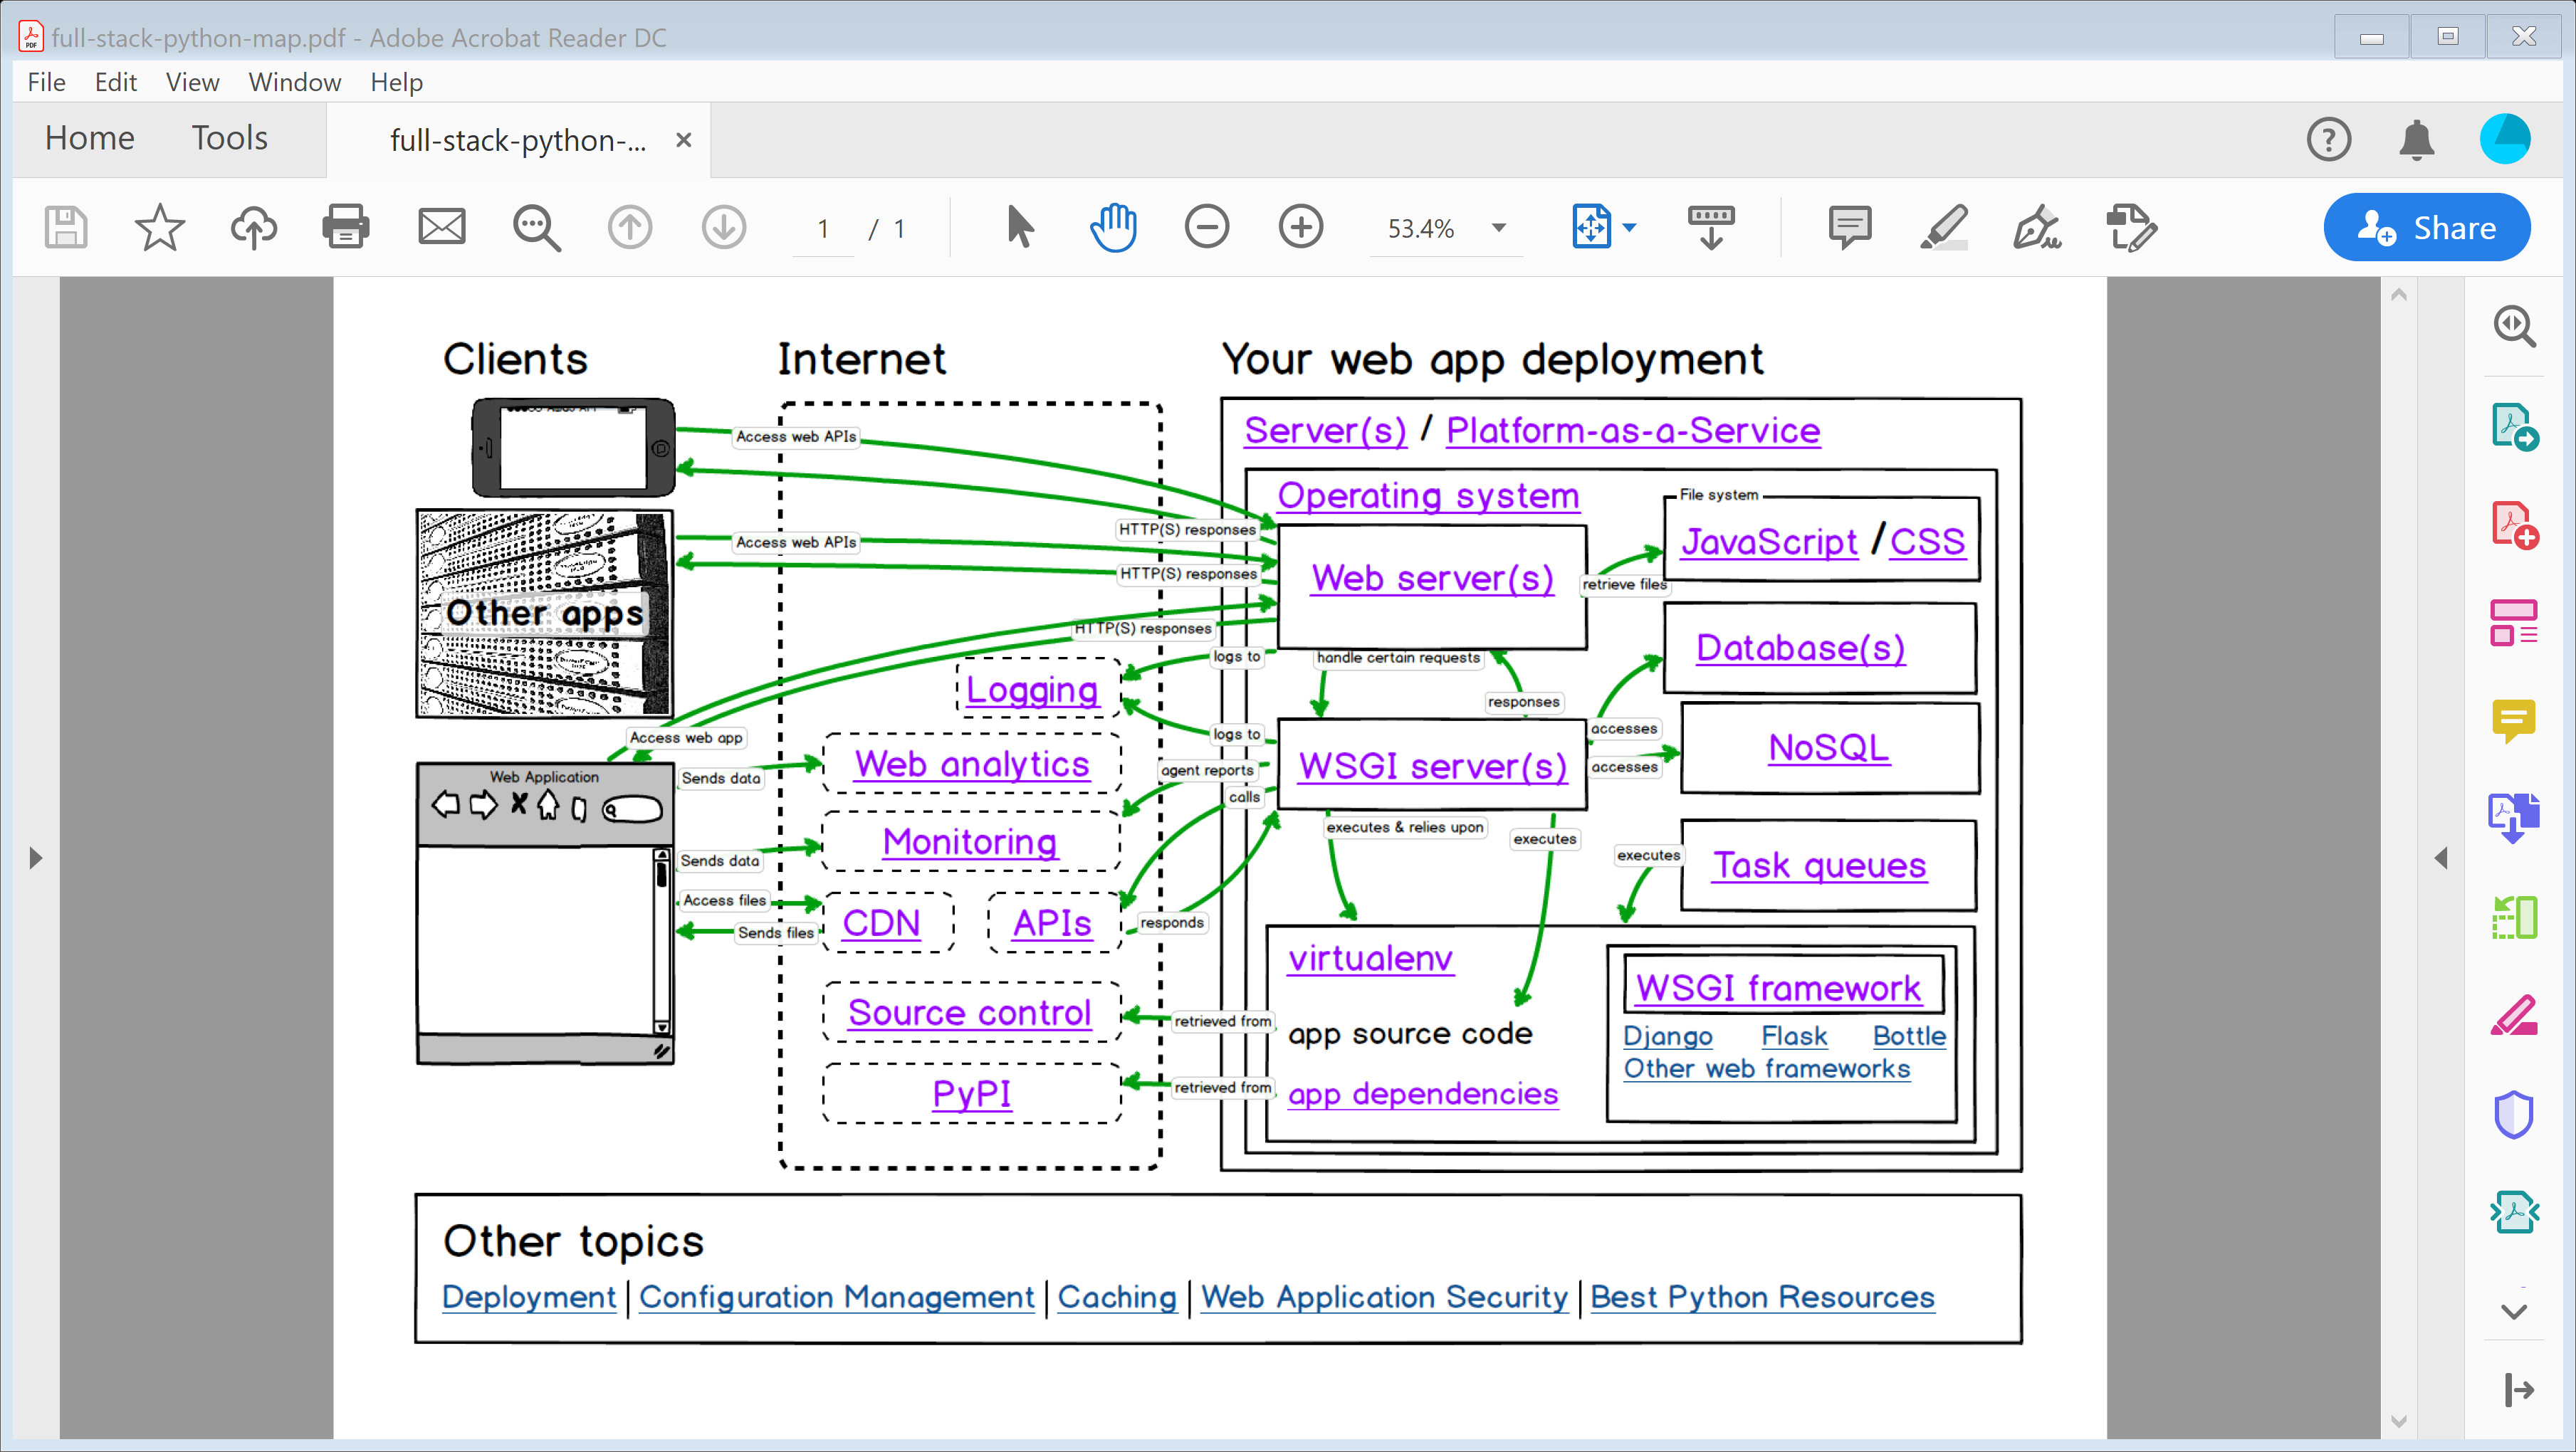 full-stack-python-map.pdf - Adobe Acrobat Reader DC
File Edit View Window Help
Home Tools full-stack-python-...
1 / 1 53.4% Share
Clients
Internet
Your web app deployment
Server(s) / Platform-as-a-Service
Access web APIs
Operating system
File system
HTTP(S) responses
JavaScript / CSS
Access web APIs
HTTP(S) responses
Web server(s)
retrieve files
Other apps
HTTP(S) responses
logs to
handle certain requests
Database(s)
Logging
responses
Access web app
logs to
accesses
NoSQL
Web Application
Sends data
Web analytics
agent reports
WSGI server(s)
accesses
calls
executes & relies upon
executes
Monitoring
Sends data
executes
Task queues
Access files
CDN
APIs
responds
Sends files
virtualenv
WSGI framework
Source control
retrieved from
app source code
Django Flask Bottle
Other web frameworks
PyPI
retrieved from
app dependencies
Other topics
Deployment | Configuration Management | Caching | Web Application Security | Best Python Resources